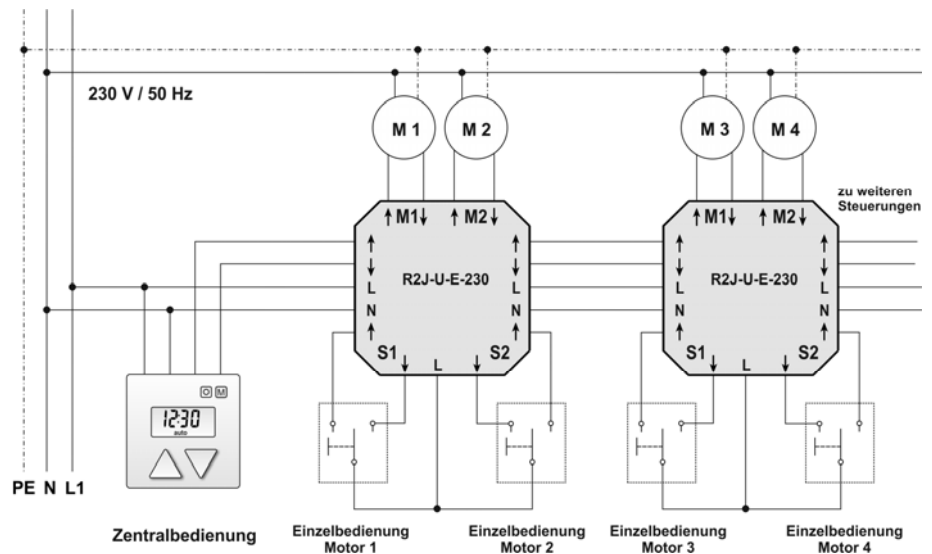 230 V / 50 Hz
M 1
M 2
M 3
M 4
zu weiteren
Steuerungen
↑ M1 ↓ ↑ M2 ↓
↑ M1 ↓ ↑ M2 ↓
↑ ↑
↓ ↓
L R2J-U-E-230 L
N N
↑ ↑
S1 S2
↓ L ↓
↑ ↑
↓ ↓
L R2J-U-E-230 L
N N
↑ ↑
S1 S2
↓ L ↓
O M
12:30
auto
PE N L1
Zentralbedienung
Einzelbedienung
Motor 1
Einzelbedienung
Motor 2
Einzelbedienung
Motor 3
Einzelbedienung
Motor 4